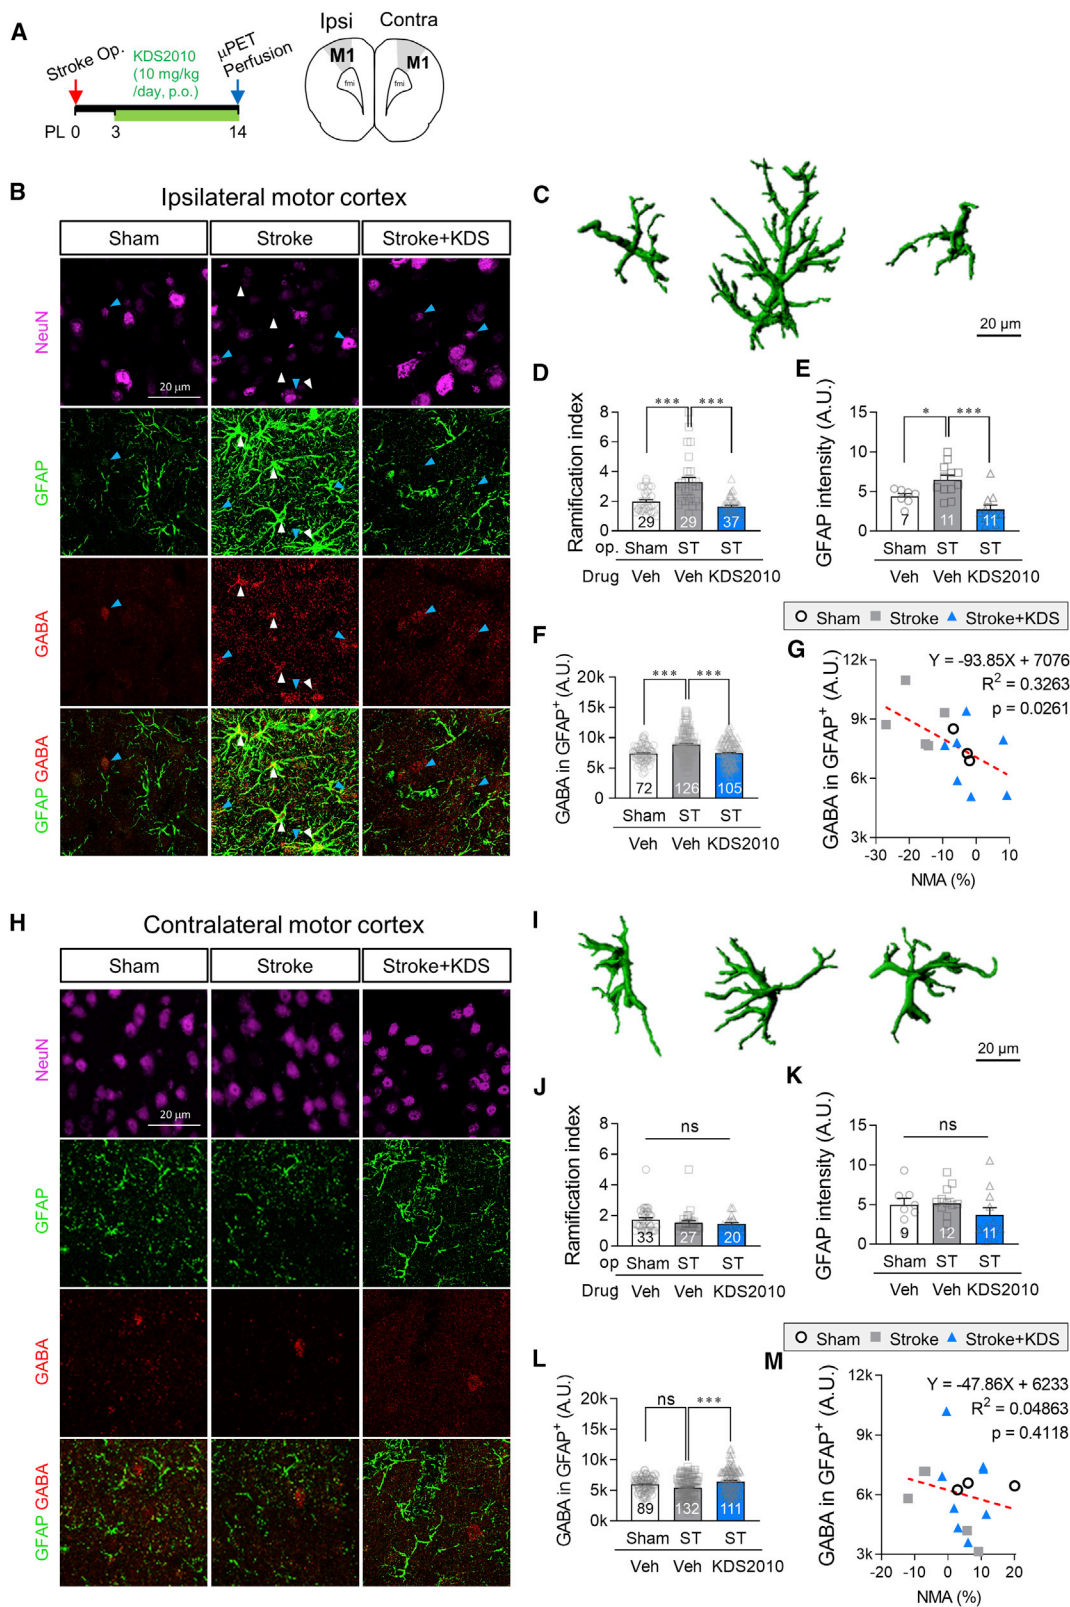 A
Stroke Op.
KDS2010
(10 mg/kg
/day, p.o.)
μPET
Perfusion
PL 0 3 14
Ipsi Contra
M1 M1
fmi fmi
B
Ipsilateral motor cortex
Sham Stroke Stroke+KDS
NeuN
20 μm
GFAP
GABA
GFAP GABA
C
20 μm
D
Ramification index
8
6
4
2
0
*** ***
29 29 37
op. Sham ST ST
Drug Veh Veh KDS2010
E
GFAP intensity (A.U.)
15
10
5
0
* ***
7 11 11
Sham ST ST
Veh Veh KDS2010
F
GABA in GFAP+ (A.U.)
20k
15k
10k
5k
0
*** ***
72 126 105
Sham ST ST
Veh Veh KDS2010
Sham Stroke Stroke+KDS
G
GABA in GFAP+ (A.U.)
12k
9k
6k
3k
Y = -93.85X + 7076
R2 = 0.3263
p = 0.0261
-30 -20 -10 0 10
NMA (%)
H
Contralateral motor cortex
Sham Stroke Stroke+KDS
NeuN
20 μm
GFAP
GABA
GFAP GABA
I
20 μm
J
Ramification index
8
6
4
2
0
ns
33 27 20
op Sham ST ST
Drug Veh Veh KDS2010
K
GFAP intensity (A.U.)
15
10
5
0
ns
9 12 11
Sham ST ST
Veh Veh KDS2010
L
GABA in GFAP+ (A.U.)
20k
15k
10k
5k
0k
ns ***
89 132 111
Sham ST ST
Veh Veh KDS2010
Sham Stroke Stroke+KDS
M
GABA in GFAP+ (A.U.)
12k
9k
6k
3k
Y = -47.86X + 6233
R2 = 0.04863
p = 0.4118
-20 -10 0 10 20
NMA (%)